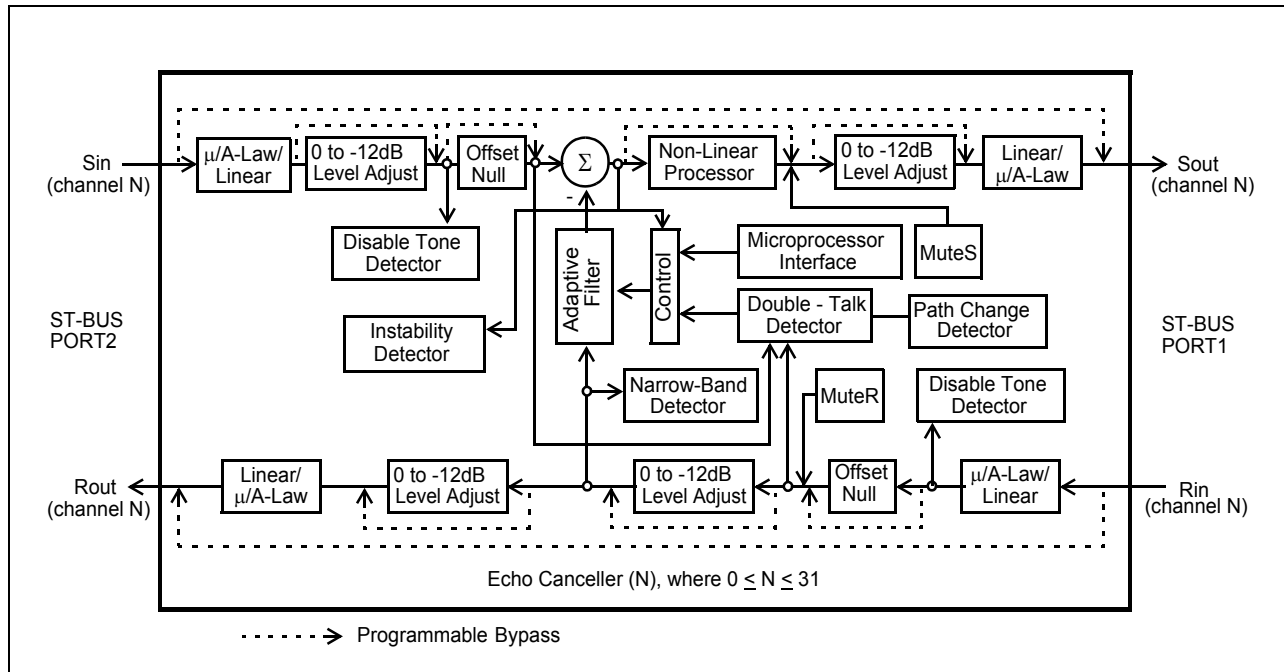 Sin
(channel N)
μ/A-Law/
Linear
0 to -12dB
Level Adjust
Offset
Null
Σ
-
Non-Linear
Processor
0 to -12dB
Level Adjust
Linear/
μ/A-Law
Sout
(channel N)
Disable Tone
Detector
Adaptive
Filter
Control
Microprocessor
Interface
MuteS
ST-BUS
PORT2
Instability
Detector
Double - Talk
Detector
Path Change
Detector
ST-BUS
PORT1
Narrow-Band
Detector
MuteR
Disable Tone
Detector
Rout
(channel N)
Linear/
μ/A-Law
0 to -12dB
Level Adjust
0 to -12dB
Level Adjust
Offset
Null
μ/A-Law/
Linear
Rin
(channel N)
Echo Canceller (N), where 0 ≤ N ≤ 31
Programmable Bypass